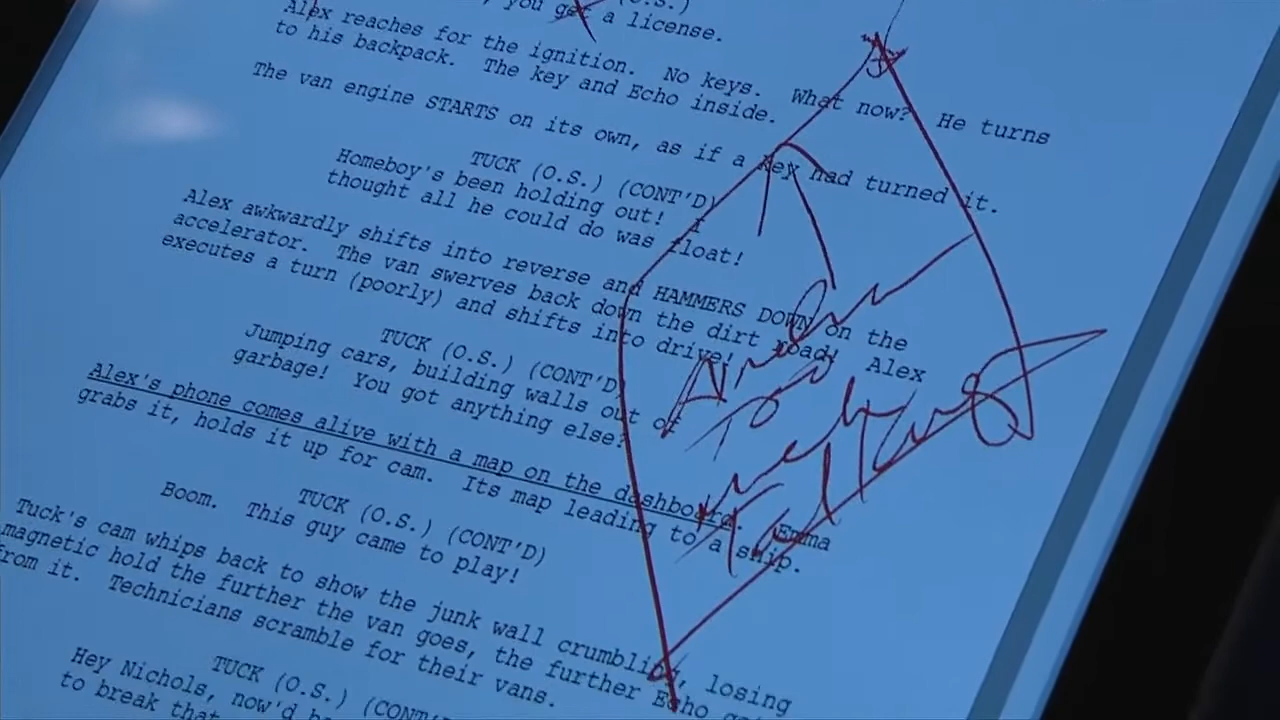 , you get a license.
Alex reaches for the ignition. No keys. What now? He turns
to his backpack. The key and Echo inside.
The van engine STARTS on its own, as if a key had turned it.
TUCK (O.S.) (CONT'D)
Homeboy's been holding out! I
thought all he could do was float!
Alex awkwardly shifts into reverse and HAMMERS DOWN on the
accelerator. The van swerves back down the dirt road! Alex
executes a turn (poorly) and shifts into drive!
TUCK (O.S.) (CONT'D)
Jumping cars, building walls out of
garbage! You got anything else?
Alex's phone comes alive with a map on the dashboard. Emma
grabs it, holds it up for cam. Its map leading to a ship.
TUCK (O.S.) (CONT'D)
Boom. This guy came to play!
Tuck's cam whips back to show the junk wall crumbling, losing
magnetic hold the further the van goes, the further Echo
from it. Technicians scramble for their vans.
TUCK (O.S.) (CONT'D
Hey Nichols, now'd
to break that